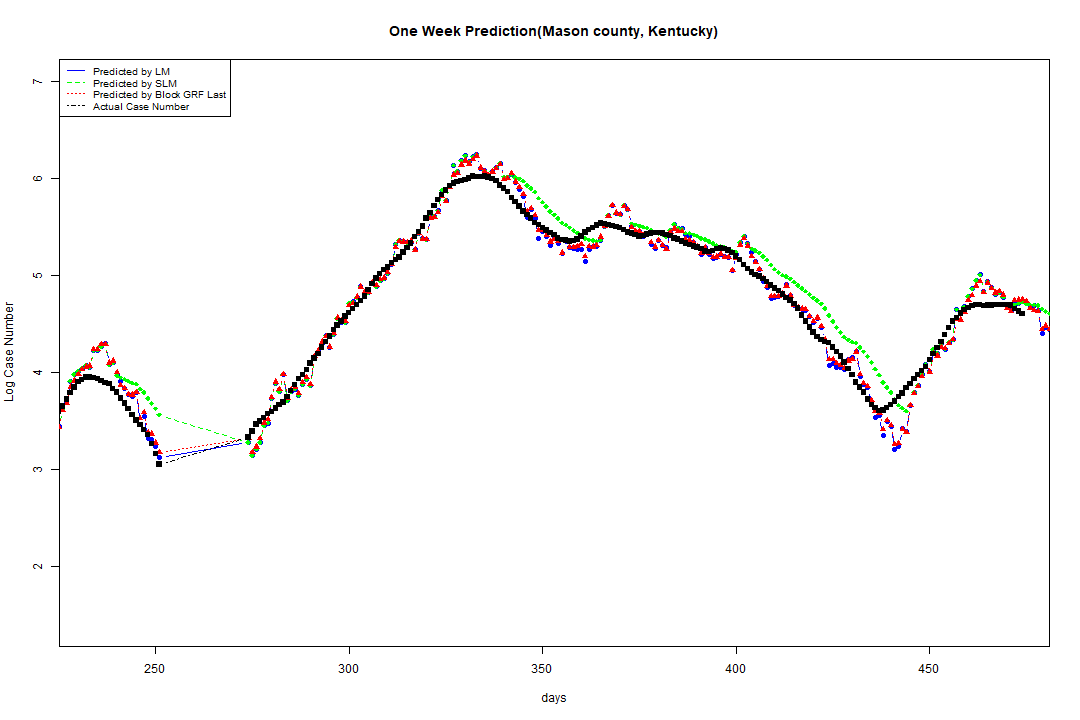 One Week Prediction(Mason county, Kentucky)
Predicted by LM
Predicted by SLM
Predicted by Block GRF Last
Actual Case Number
7
6
5
4
3
2
Log Case Number
250 300 350 400 450
days